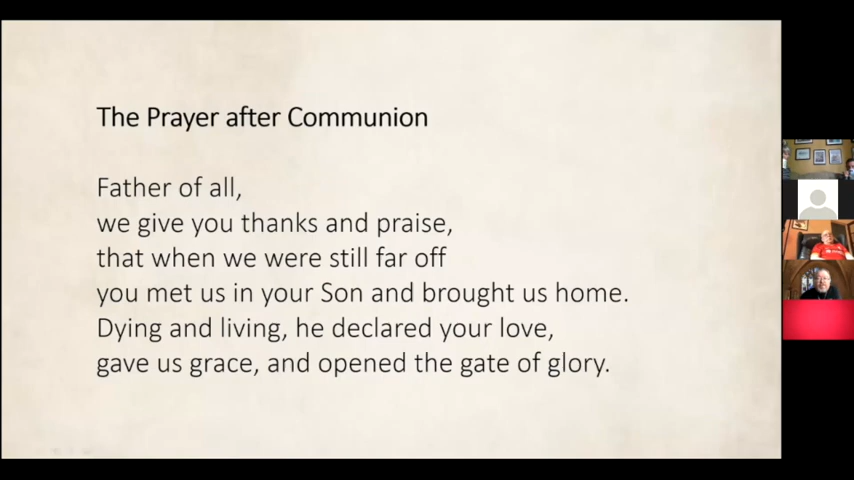 The Prayer after Communion
Father of all,
we give you thanks and praise,
that when we were still far off
you met us in your Son and brought us home.
Dying and living, he declared your love,
gave us grace, and opened the gate of glory.